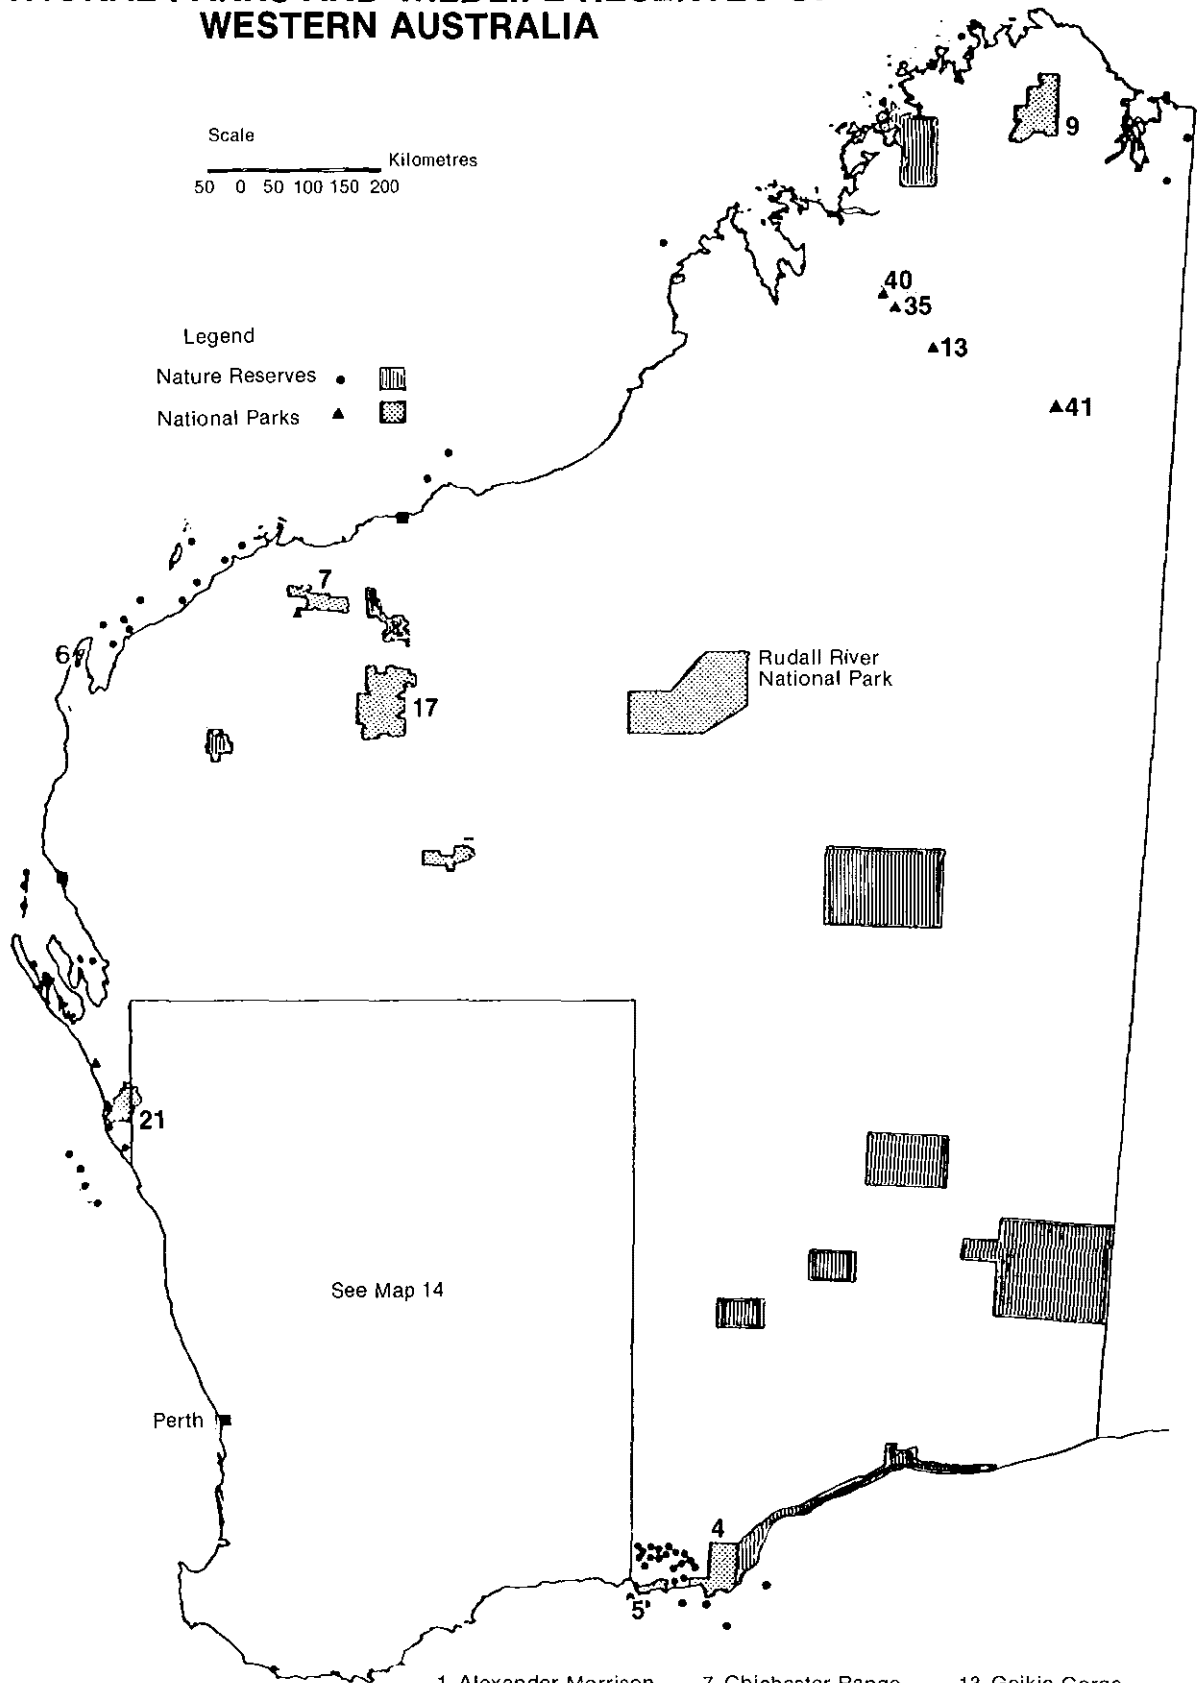 WESTERN AUSTRALIA
Scale
Kilometres
50 0 50 100 150 200
Legend
Nature Reserves
National Parks
9
40
35
13
41
7
6
17
Rudall River
National Park
21
See Map 14
Perth
4
5
1 Alexander Morrison 7 Chichester Range 13 Geikie Gorge